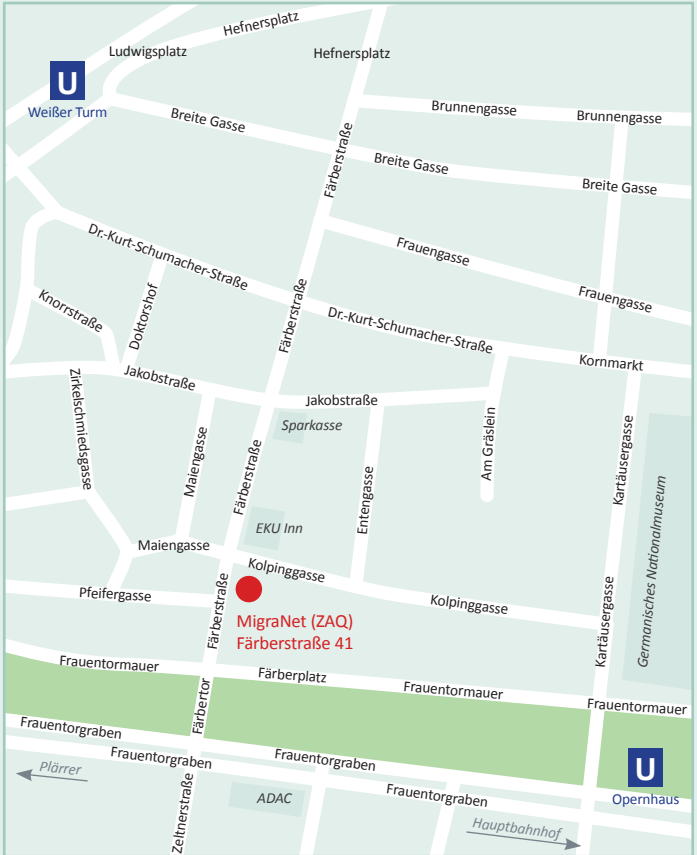 Hefnersplatz
Ludwigsplatz
Hefnersplatz
U
Weißer Turm
Breite Gasse
Brunnengasse
Brunnengasse
Färberstraße
Breite Gasse
Breite Gasse
Dr.-Kurt-Schumacher-Straße
Frauengasse
Frauengasse
Knorrstraße
Doktorshof
Färberstraße
Dr.-Kurt-Schumacher-Straße
Kornmarkt
Zirkelschmiedsgasse
Jakobstraße
Jakobstraße
Sparkasse
Maiengasse
Färberstraße
Entengasse
Am Gräslein
Kartäusergasse
Germanisches Nationalmuseum
EKU Inn
Maiengasse
Kolpinggasse
Pfeifergasse
Färberstraße
Kolpinggasse
Kartäusergasse
MigraNet (ZAQ)
Färberstraße 41
Frauentormauer
Färberplatz
Frauentormauer
Frauentormauer
Färbertor
Frauentorgraben
Frauentorgraben
Frauentorgraben
Frauentorgraben
U
Opernhaus
Plärrer
Zeltnerstraße
ADAC
Hauptbahnhof